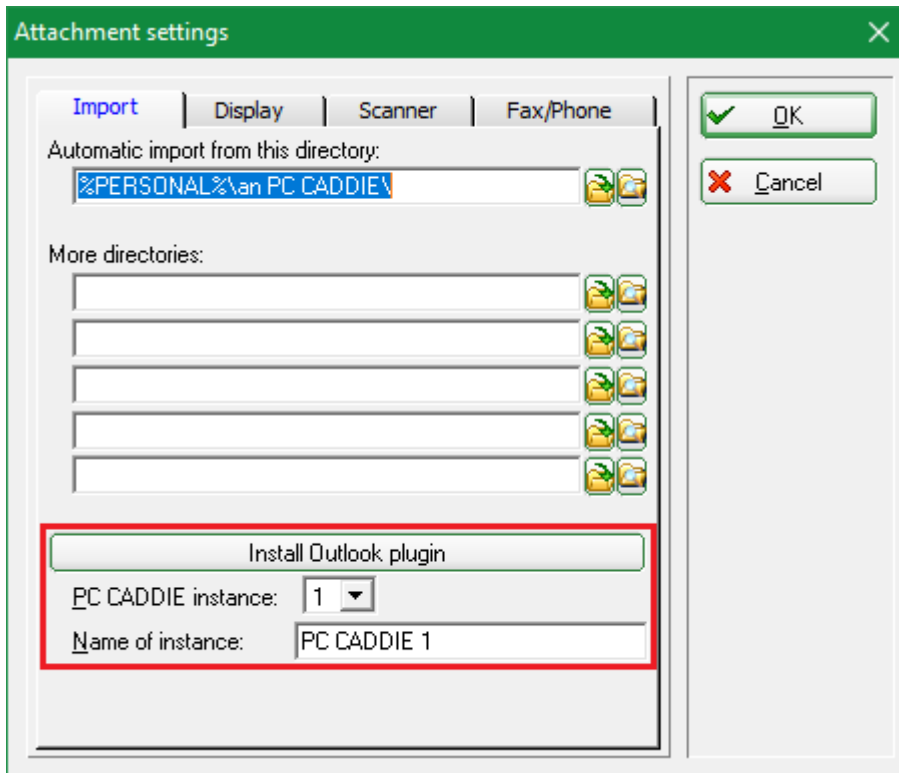 Attachment settings
Import Display Scanner Fax/Phone
OK
Cancel
Automatic import from this directory:
%PERSONAL%\an PC CADDIE\
More directories:
Install Outlook plugin
PC CADDIE instance: 1
Name of instance: PC CADDIE 1